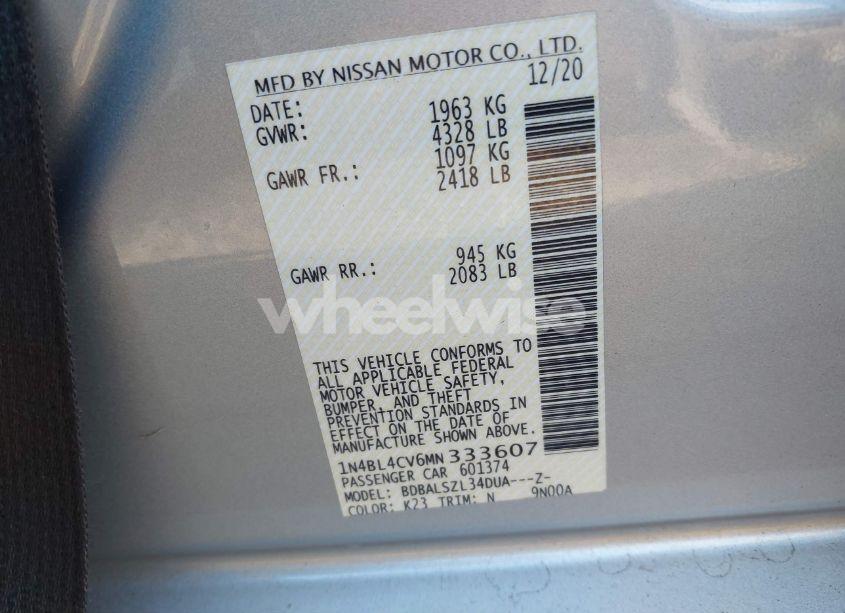 MFD BY NISSAN MOTOR CO., LTD.
DATE: 12/20
GVWR: 1963 KG
4328 LB
GAWR FR.: 1097 KG
2418 LB
GAWR RR.: 945 KG
2083 LB
wheelwise
THIS VEHICLE CONFORMS TO
ALL APPLICABLE FEDERAL
MOTOR VEHICLE SAFETY,
BUMPER, AND THEFT
PREVENTION STANDARDS IN
EFFECT ON THE DATE OF
MANUFACTURE SHOWN ABOVE.
1N4BL4CV6MN 333607
PASSENGER CAR 601374
MODEL: BDBALSZL34DUA---Z-
COLOR: K23 TRIM: N 9N00A